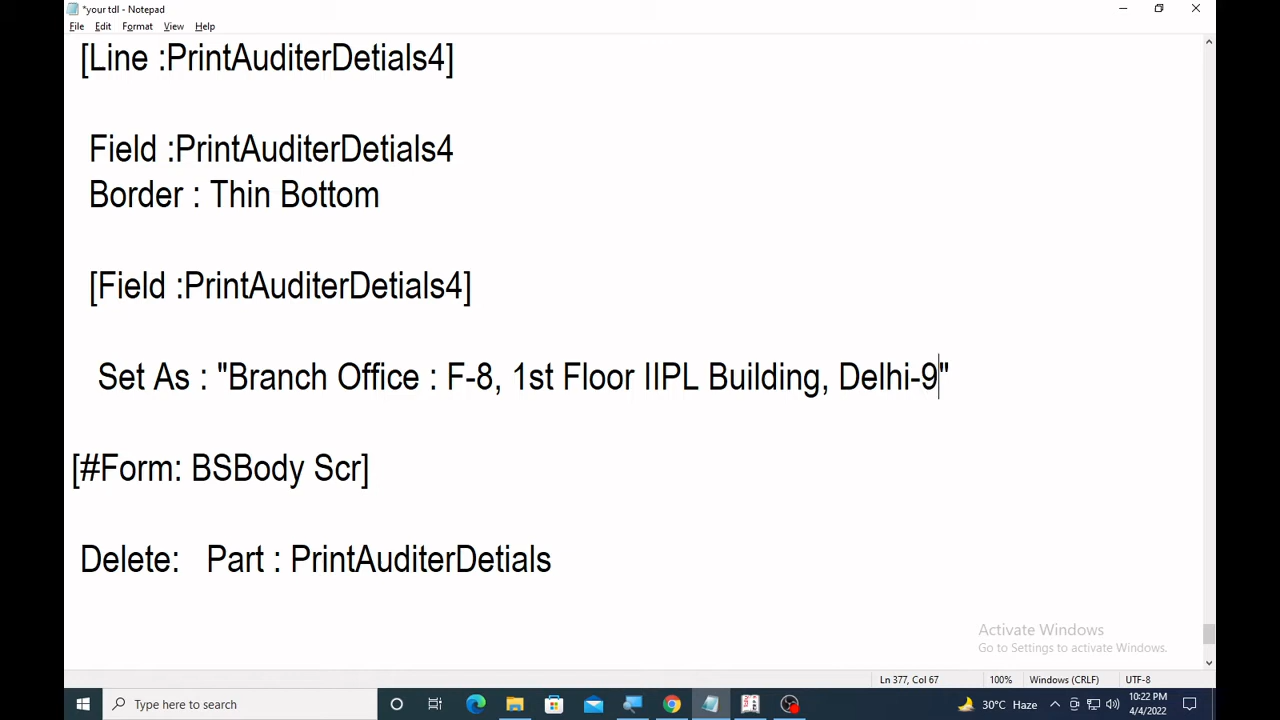 *your tdl - Notepad
File Edit Format View Help
[Line :PrintAuditerDetials4]
Field :PrintAuditerDetials4
Border : Thin Bottom
[Field :PrintAuditerDetials4]
Set As : "Branch Office : F-8, 1st Floor IIPL Building, Delhi-9"
[#Form: BSBody Scr]
Delete: Part : PrintAuditerDetials
Activate Windows
Go to Settings to activate Windows.
Ln 377, Col 67 100% Windows (CRLF) UTF-8
Type here to search
30°C Haze
10:22 PM
4/4/2022